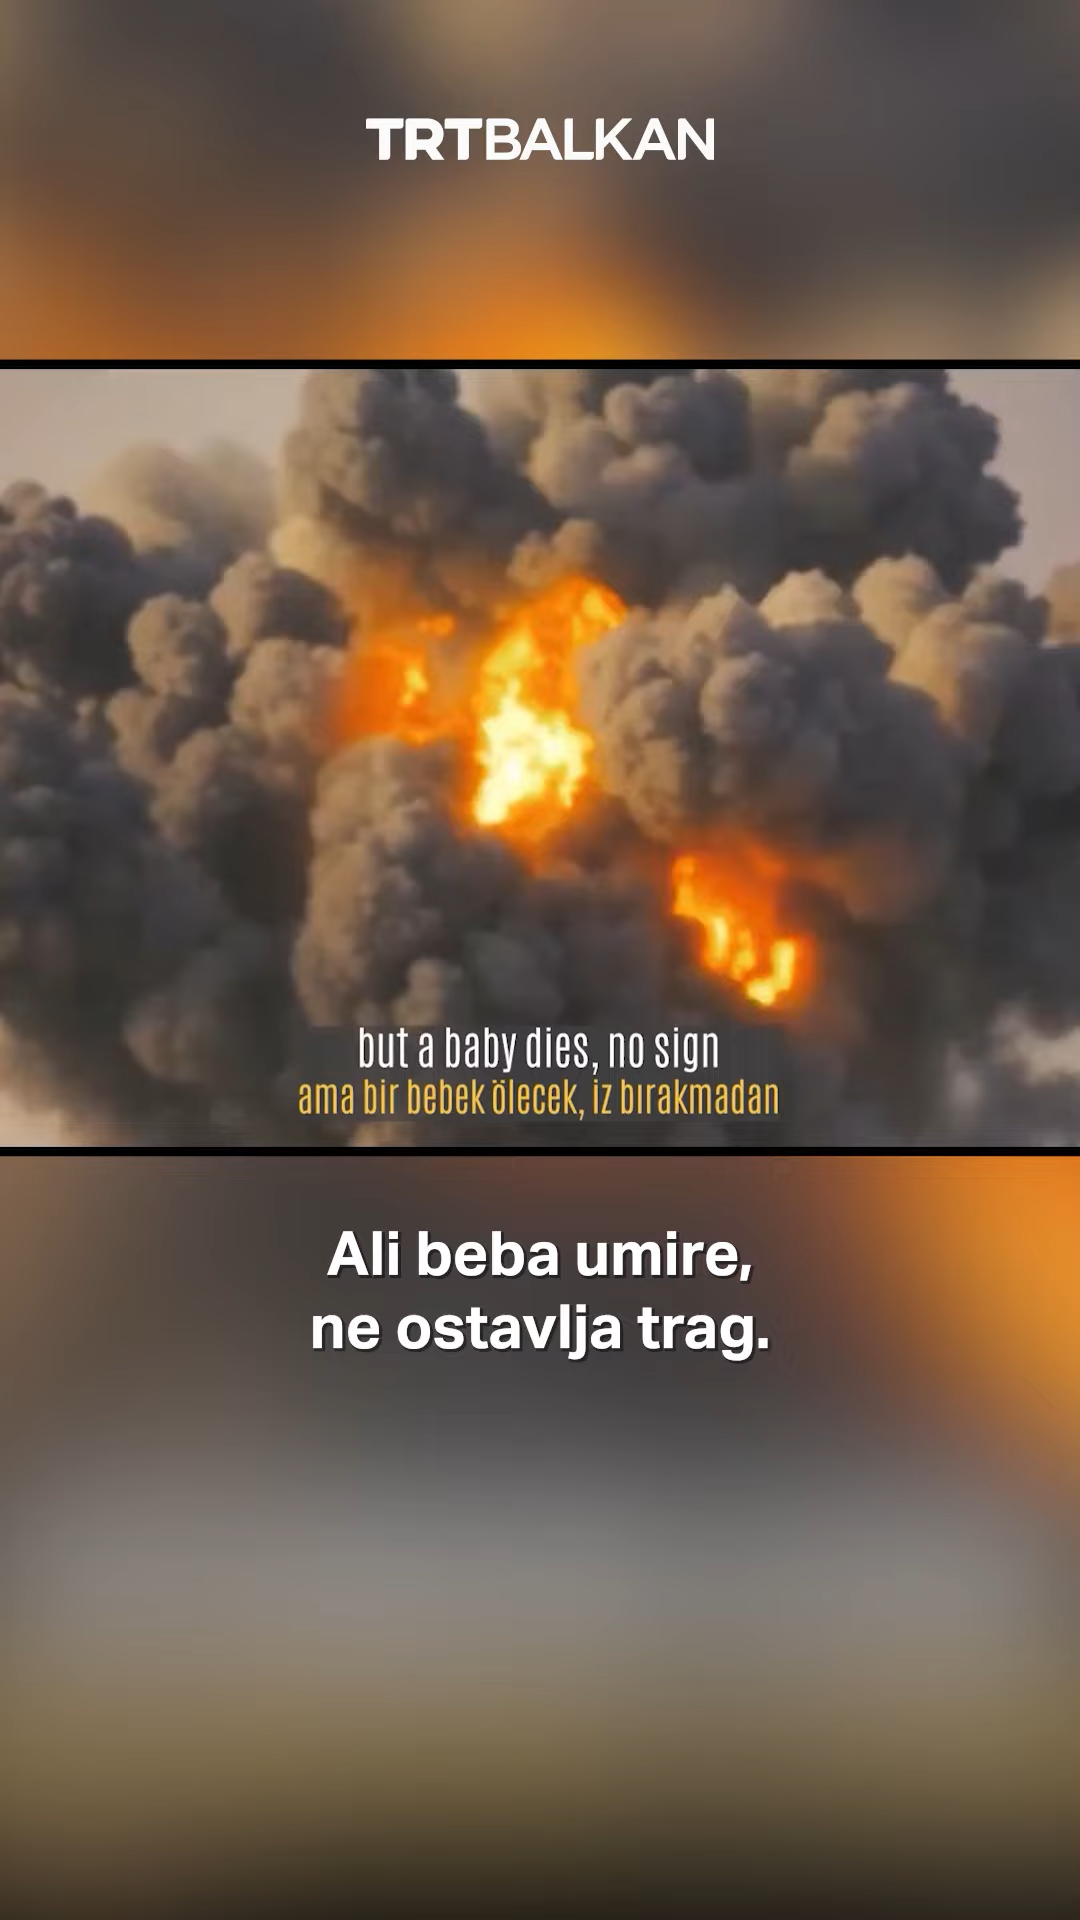 TRTBALKAN
but a baby dies, no sign
ama bir bebek ölecek, iz bırakmadan
Ali beba umire,
ne ostavlja trag.